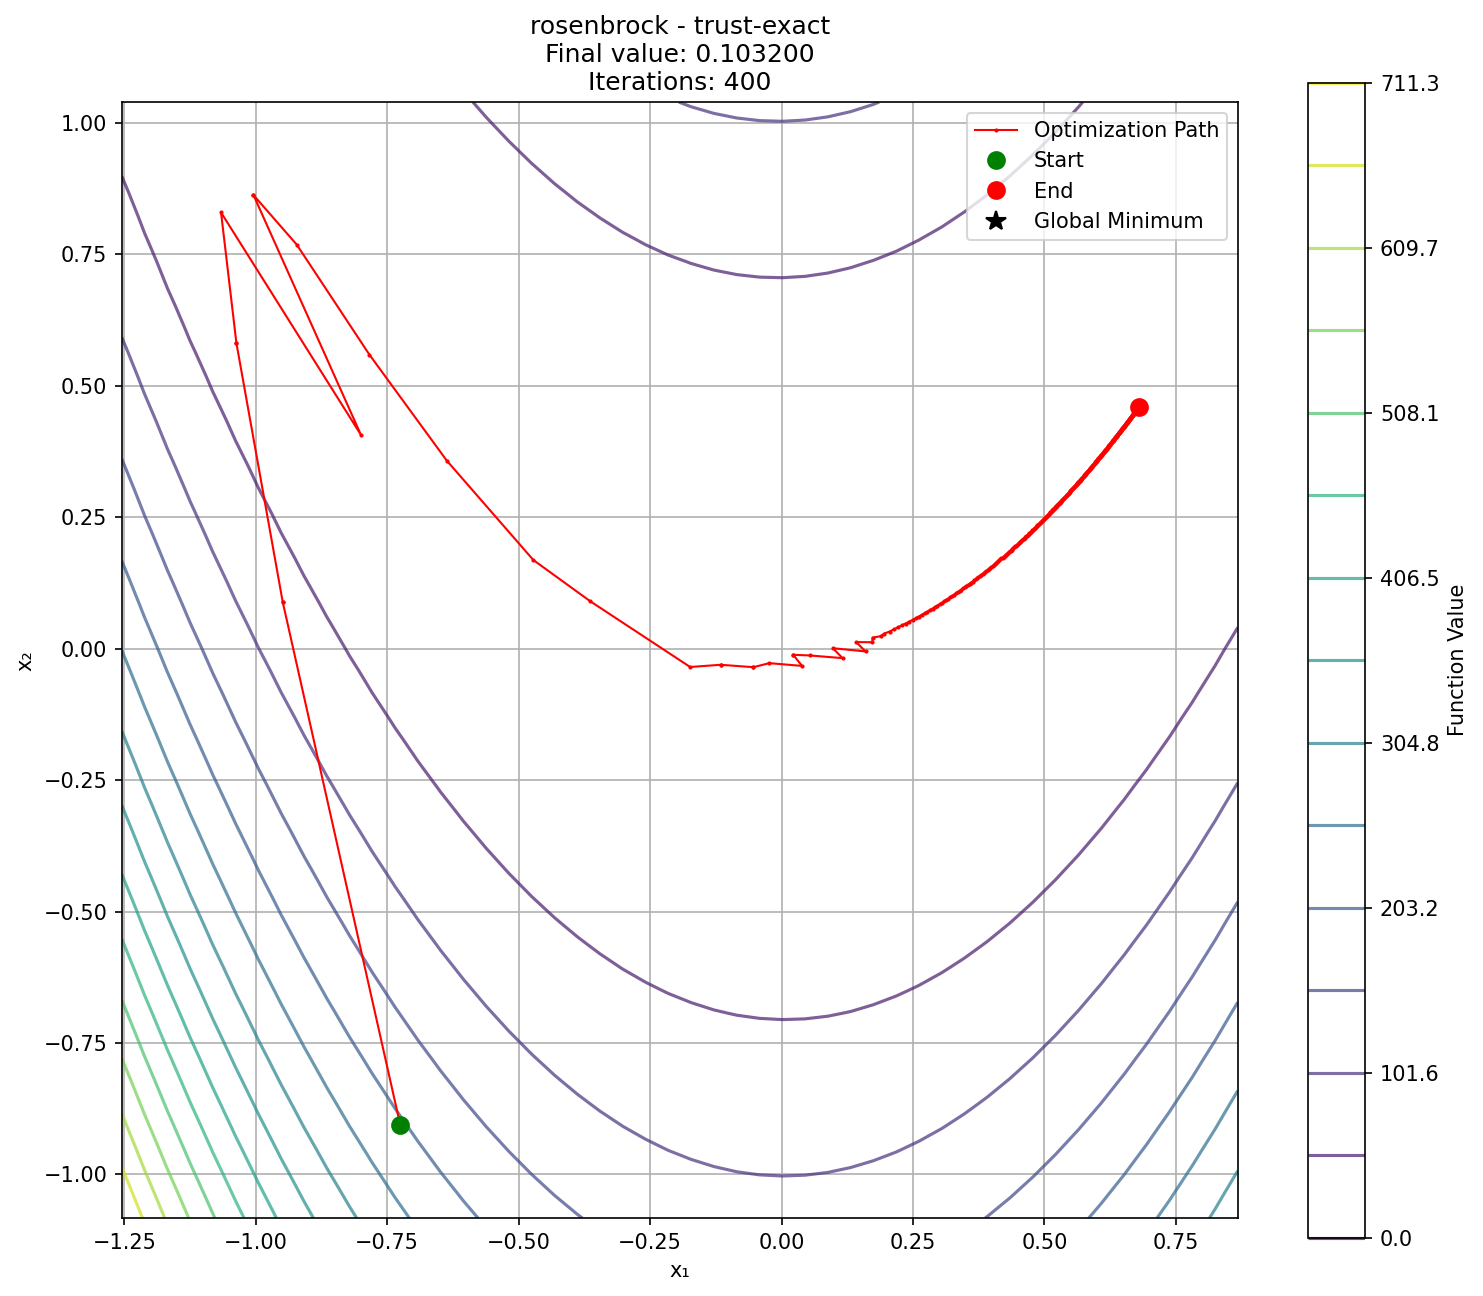 rosenbrock - trust-exact
Final value: 0.103200
Iterations: 400
Optimization Path
Start
End
Global Minimum
1.00
0.75
0.50
0.25
0.00
−0.25
−0.50
−0.75
−1.00
x₂
−1.25
−1.00
−0.75
−0.50
−0.25
0.00
0.25
0.50
0.75
x₁
711.3
609.7
508.1
406.5
304.8
203.2
101.6
0.0
Function Value